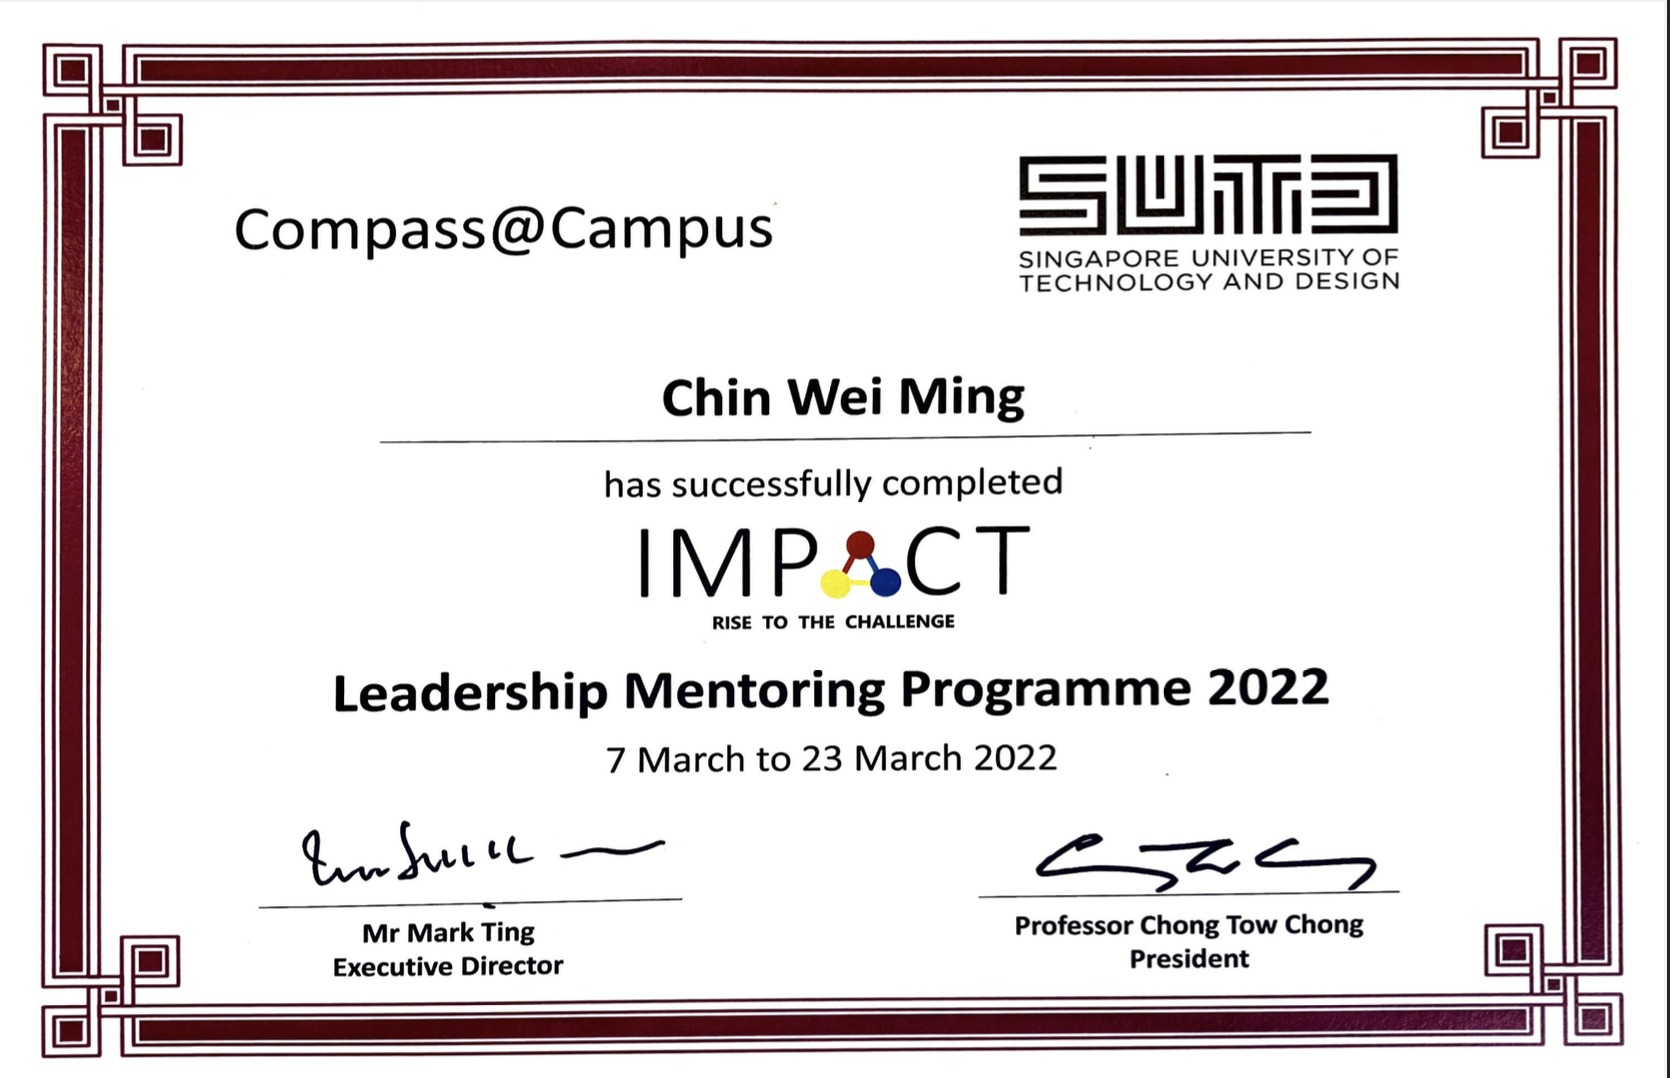 Compass@Campus
SUTD
SINGAPORE UNIVERSITY OF
TECHNOLOGY AND DESIGN
Chin Wei Ming
has successfully completed
IMPACT
RISE TO THE CHALLENGE
Leadership Mentoring Programme 2022
7 March to 23 March 2022
Mr Mark Ting
Executive Director
Professor Chong Tow Chong
President